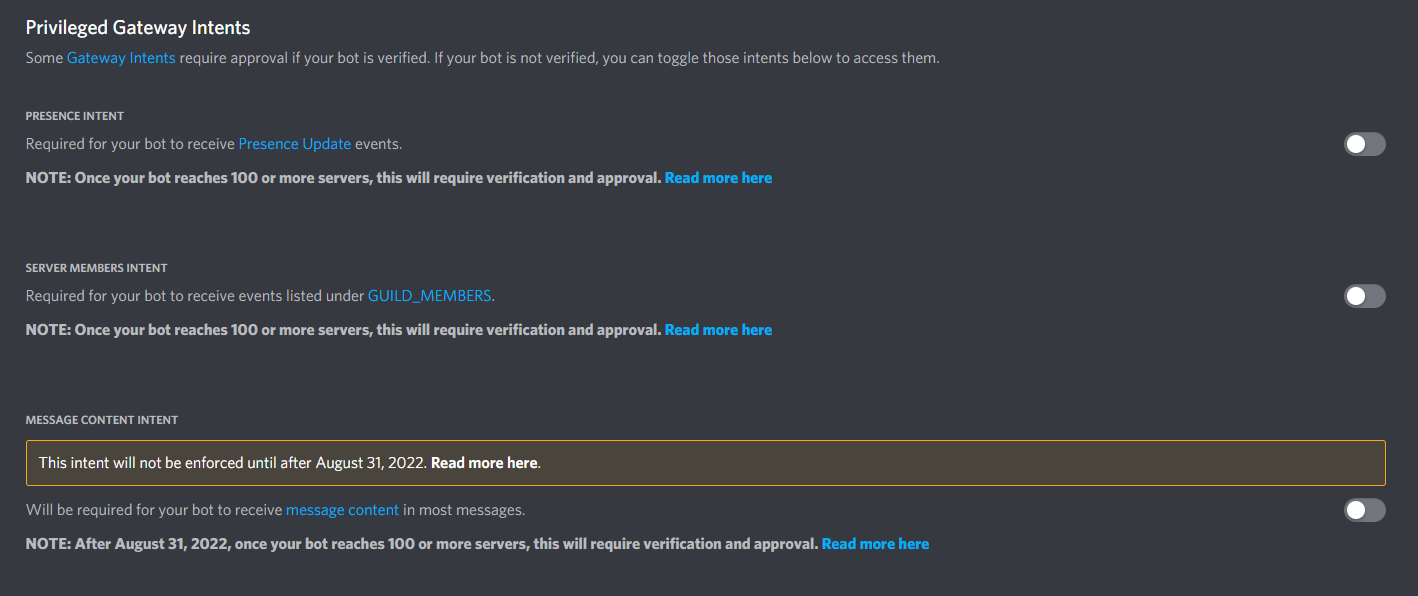 Privileged Gateway Intents
Some Gateway Intents require approval if your bot is verified. If your bot is not verified, you can toggle those intents below to access them.
PRESENCE INTENT
Required for your bot to receive Presence Update events.
NOTE: Once your bot reaches 100 or more servers, this will require verification and approval. Read more here
SERVER MEMBERS INTENT
Required for your bot to receive events listed under GUILD_MEMBERS.
NOTE: Once your bot reaches 100 or more servers, this will require verification and approval. Read more here
MESSAGE CONTENT INTENT
This intent will not be enforced until after August 31, 2022. Read more here.
Will be required for your bot to receive message content in most messages.
NOTE: After August 31, 2022, once your bot reaches 100 or more servers, this will require verification and approval. Read more here